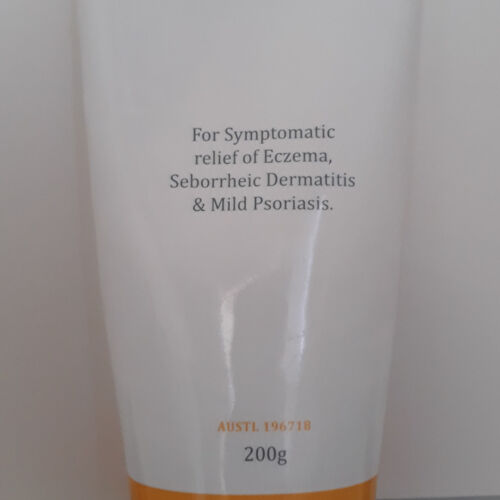 For Symptomatic
relief of Eczema,
Seborrheic Dermatitis
& Mild Psoriasis.
AUSTL 196718
200g